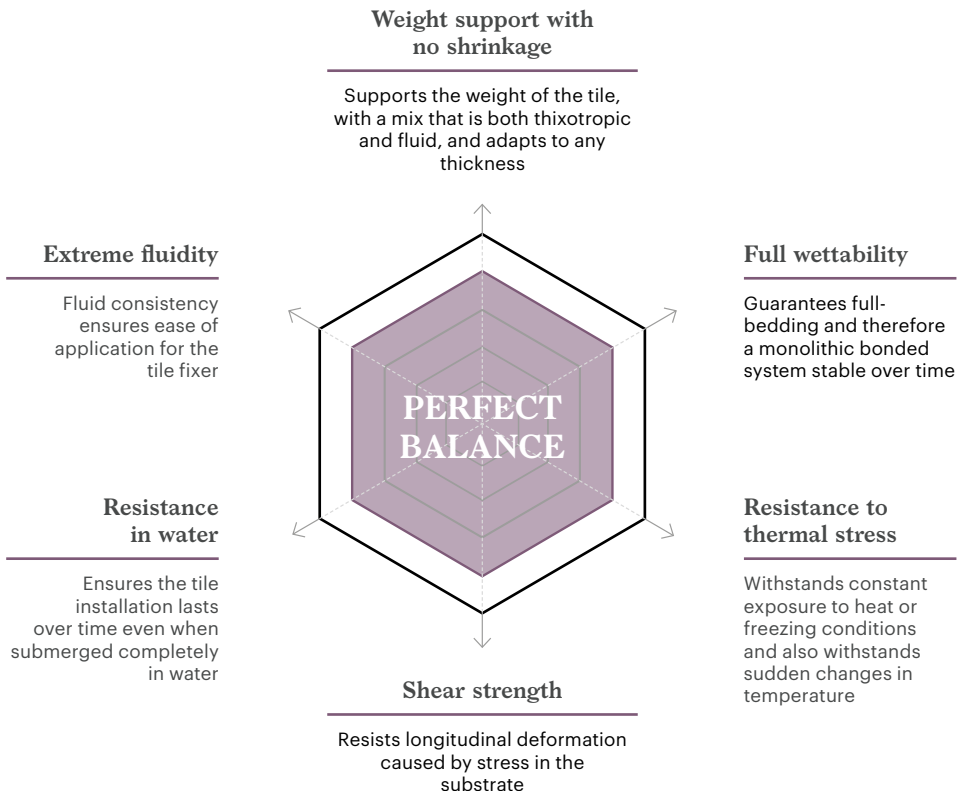 Weight support with
no shrinkage
Supports the weight of the tile,
with a mix that is both thixotropic
and fluid, and adapts to any
thickness
Extreme fluidity
Fluid consistency
ensures ease of
application for the
tile fixer
Full wettability
Guarantees full-
bedding and therefore
a monolithic bonded
system stable over time
PERFECT
BALANCE
Resistance
in water
Ensures the tile
installation lasts
over time even when
submerged completely
in water
Resistance to
thermal stress
Withstands constant
exposure to heat or
freezing conditions
and also withstands
sudden changes in
temperature
Shear strength
Resists longitudinal deformation
caused by stress in the
substrate